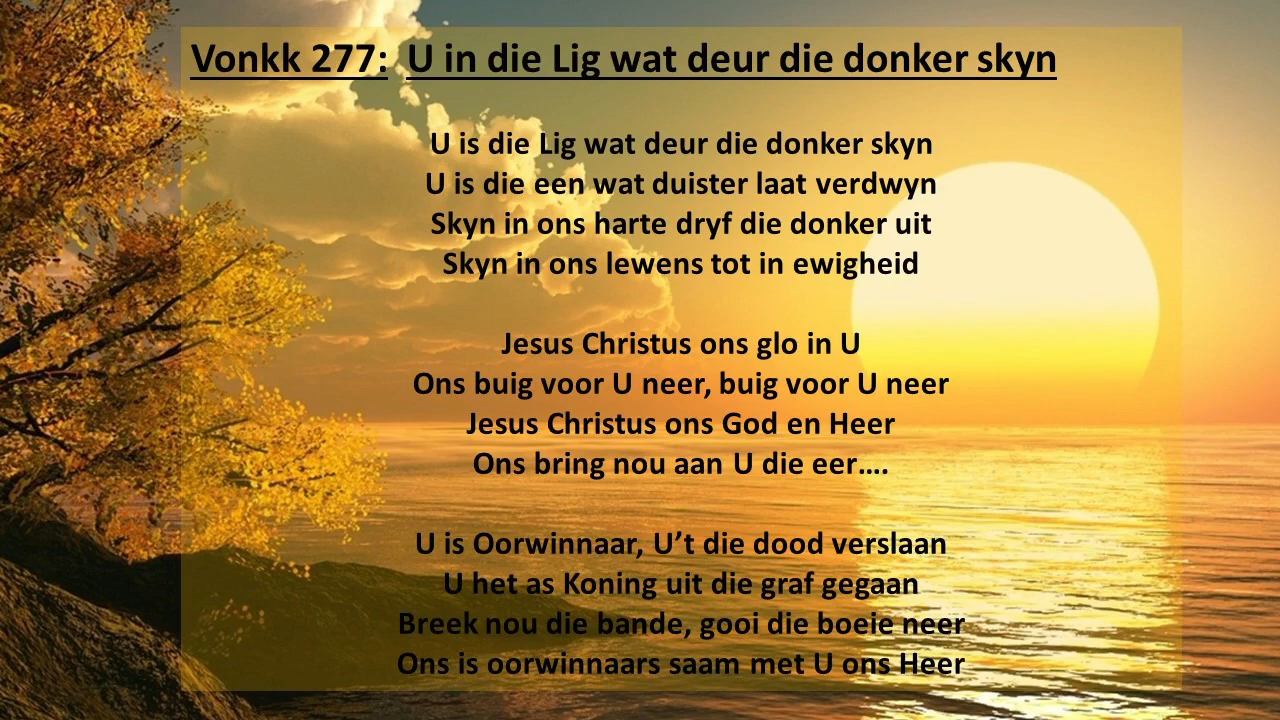 Vonkk 277: U in die Lig wat deur die donker skyn
U is die Lig wat deur die donker skyn
U is die een wat duister laat verdwyn
Skyn in ons harte dryf die donker uit
Skyn in ons lewens tot in ewigheid
Jesus Christus ons glo in U
Ons buig voor U neer, buig voor U neer
Jesus Christus ons God en Heer
Ons bring nou aan U die eer….
U is Oorwinnaar, U’t die dood verslaan
U het as Koning uit die graf gegaan
Breek nou die bande, gooi die boeie neer
Ons is oorwinnaars saam met U ons Heer